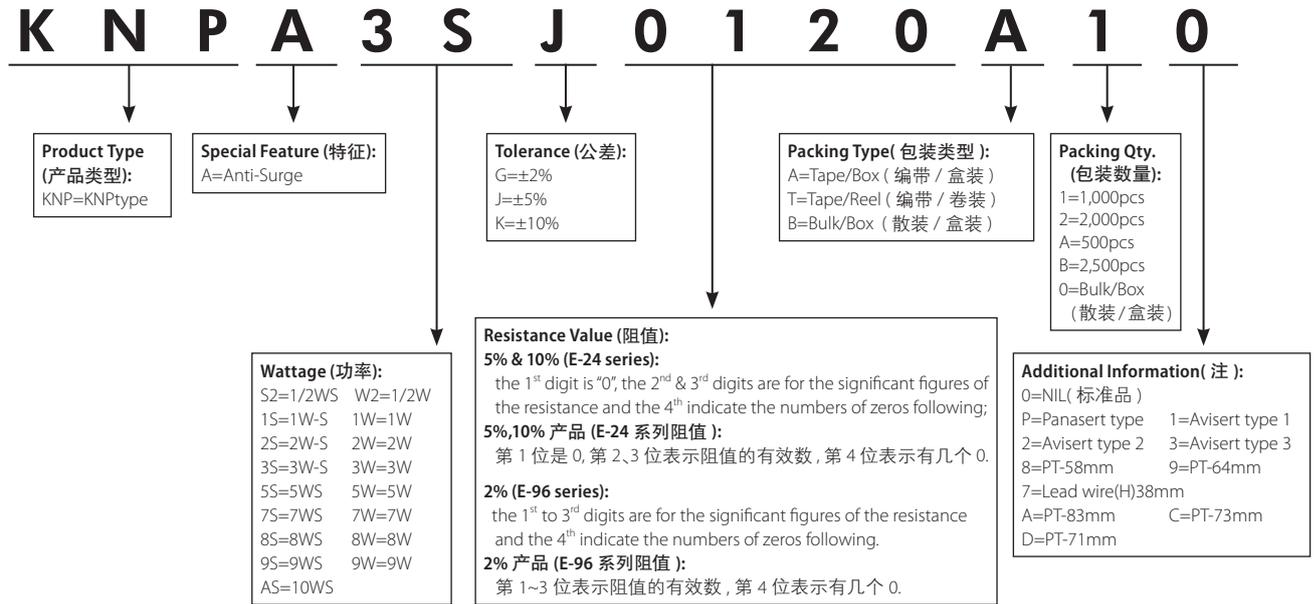 K N P A 3 S J 0 1 2 0 A 1 0
Product Type
(产品类型):
KNP=KNPtype
Special Feature (特征):
A=Anti-Surge
Tolerance (公差):
G=±2%
J=±5%
K=±10%
Packing Type( 包装类型 ):
A=Tape/Box ( 编带 / 盒装 )
T=Tape/Reel ( 编带 / 卷装 )
B=Bulk/Box ( 散装 / 盒装 )
Packing Qty.
(包装数量):
1=1,000pcs
2=2,000pcs
A=500pcs
B=2,500pcs
0=Bulk/Box
(散装/盒装)
Wattage (功率):
S2=1/2WS W2=1/2W
1S=1W-S 1W=1W
2S=2W-S 2W=2W
3S=3W-S 3W=3W
5S=5WS 5W=5W
7S=7WS 7W=7W
8S=8WS 8W=8W
9S=9WS 9W=9W
AS=10WS
Resistance Value (阻值):
5% & 10% (E-24 series):
the 1st digit is "0", the 2nd & 3rd digits are for the significant figures of
the resistance and the 4th indicate the numbers of zeros following;
5%,10% 产品 (E-24 系列阻值 ):
第 1 位是 0, 第 2、3 位表示阻值的有效数 , 第 4 位表示有几个 0.
2% (E-96 series):
the 1st to 3rd digits are for the significant figures of the resistance
and the 4th indicate the numbers of zeros following.
2% 产品 (E-96 系列阻值 ):
第 1~3 位表示阻值的有效数 , 第 4 位表示有几个 0.
Additional Information( 注 ):
0=NIL( 标准品 )
P=Panasert type 1=Avisert type 1
2=Avisert type 2 3=Avisert type 3
8=PT-58mm 9=PT-64mm
7=Lead wire(H)38mm
A=PT-83mm C=PT-73mm
D=PT-71mm